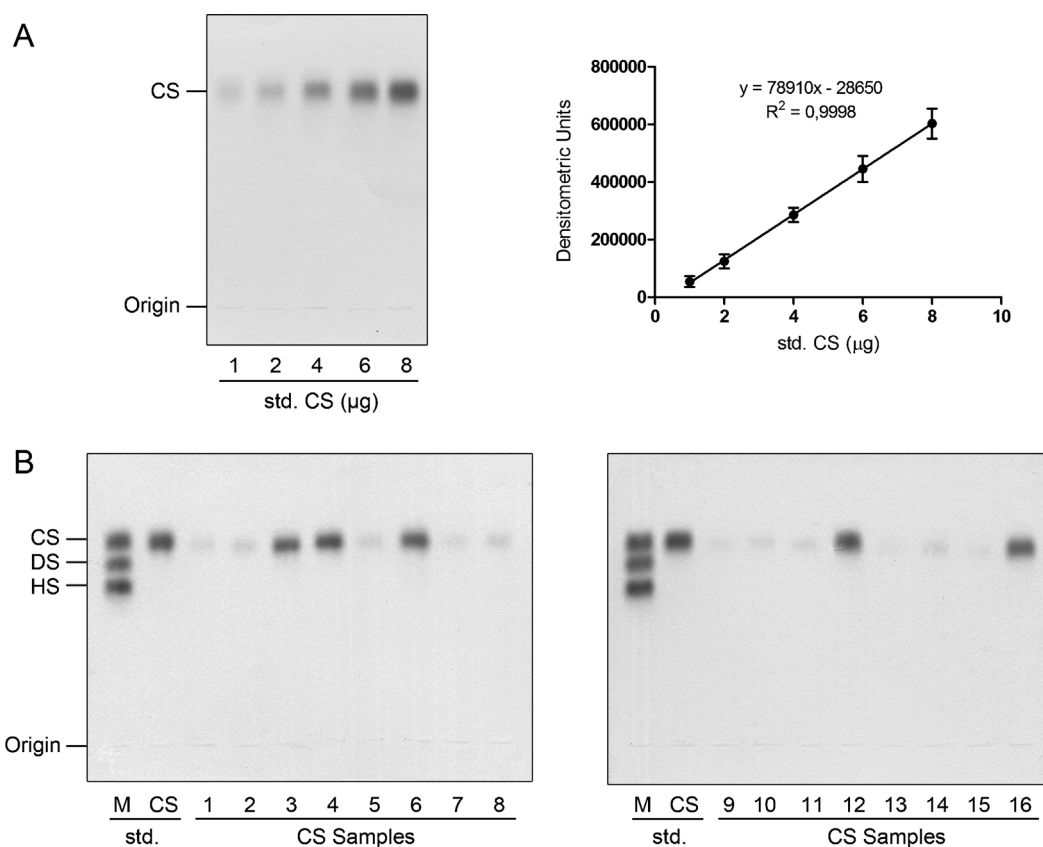 A
CS
Origin
1 2 4 6 8
std. CS (µg)
y = 78910x - 28650
R² = 0,9998
Densitometric Units
800000
600000
400000
200000
0
0 2 4 6 8 10
std. CS (µg)
B
CS
DS
HS
Origin
M CS 1 2 3 4 5 6 7 8
std. CS Samples
M CS 9 10 11 12 13 14 15 16
std. CS Samples